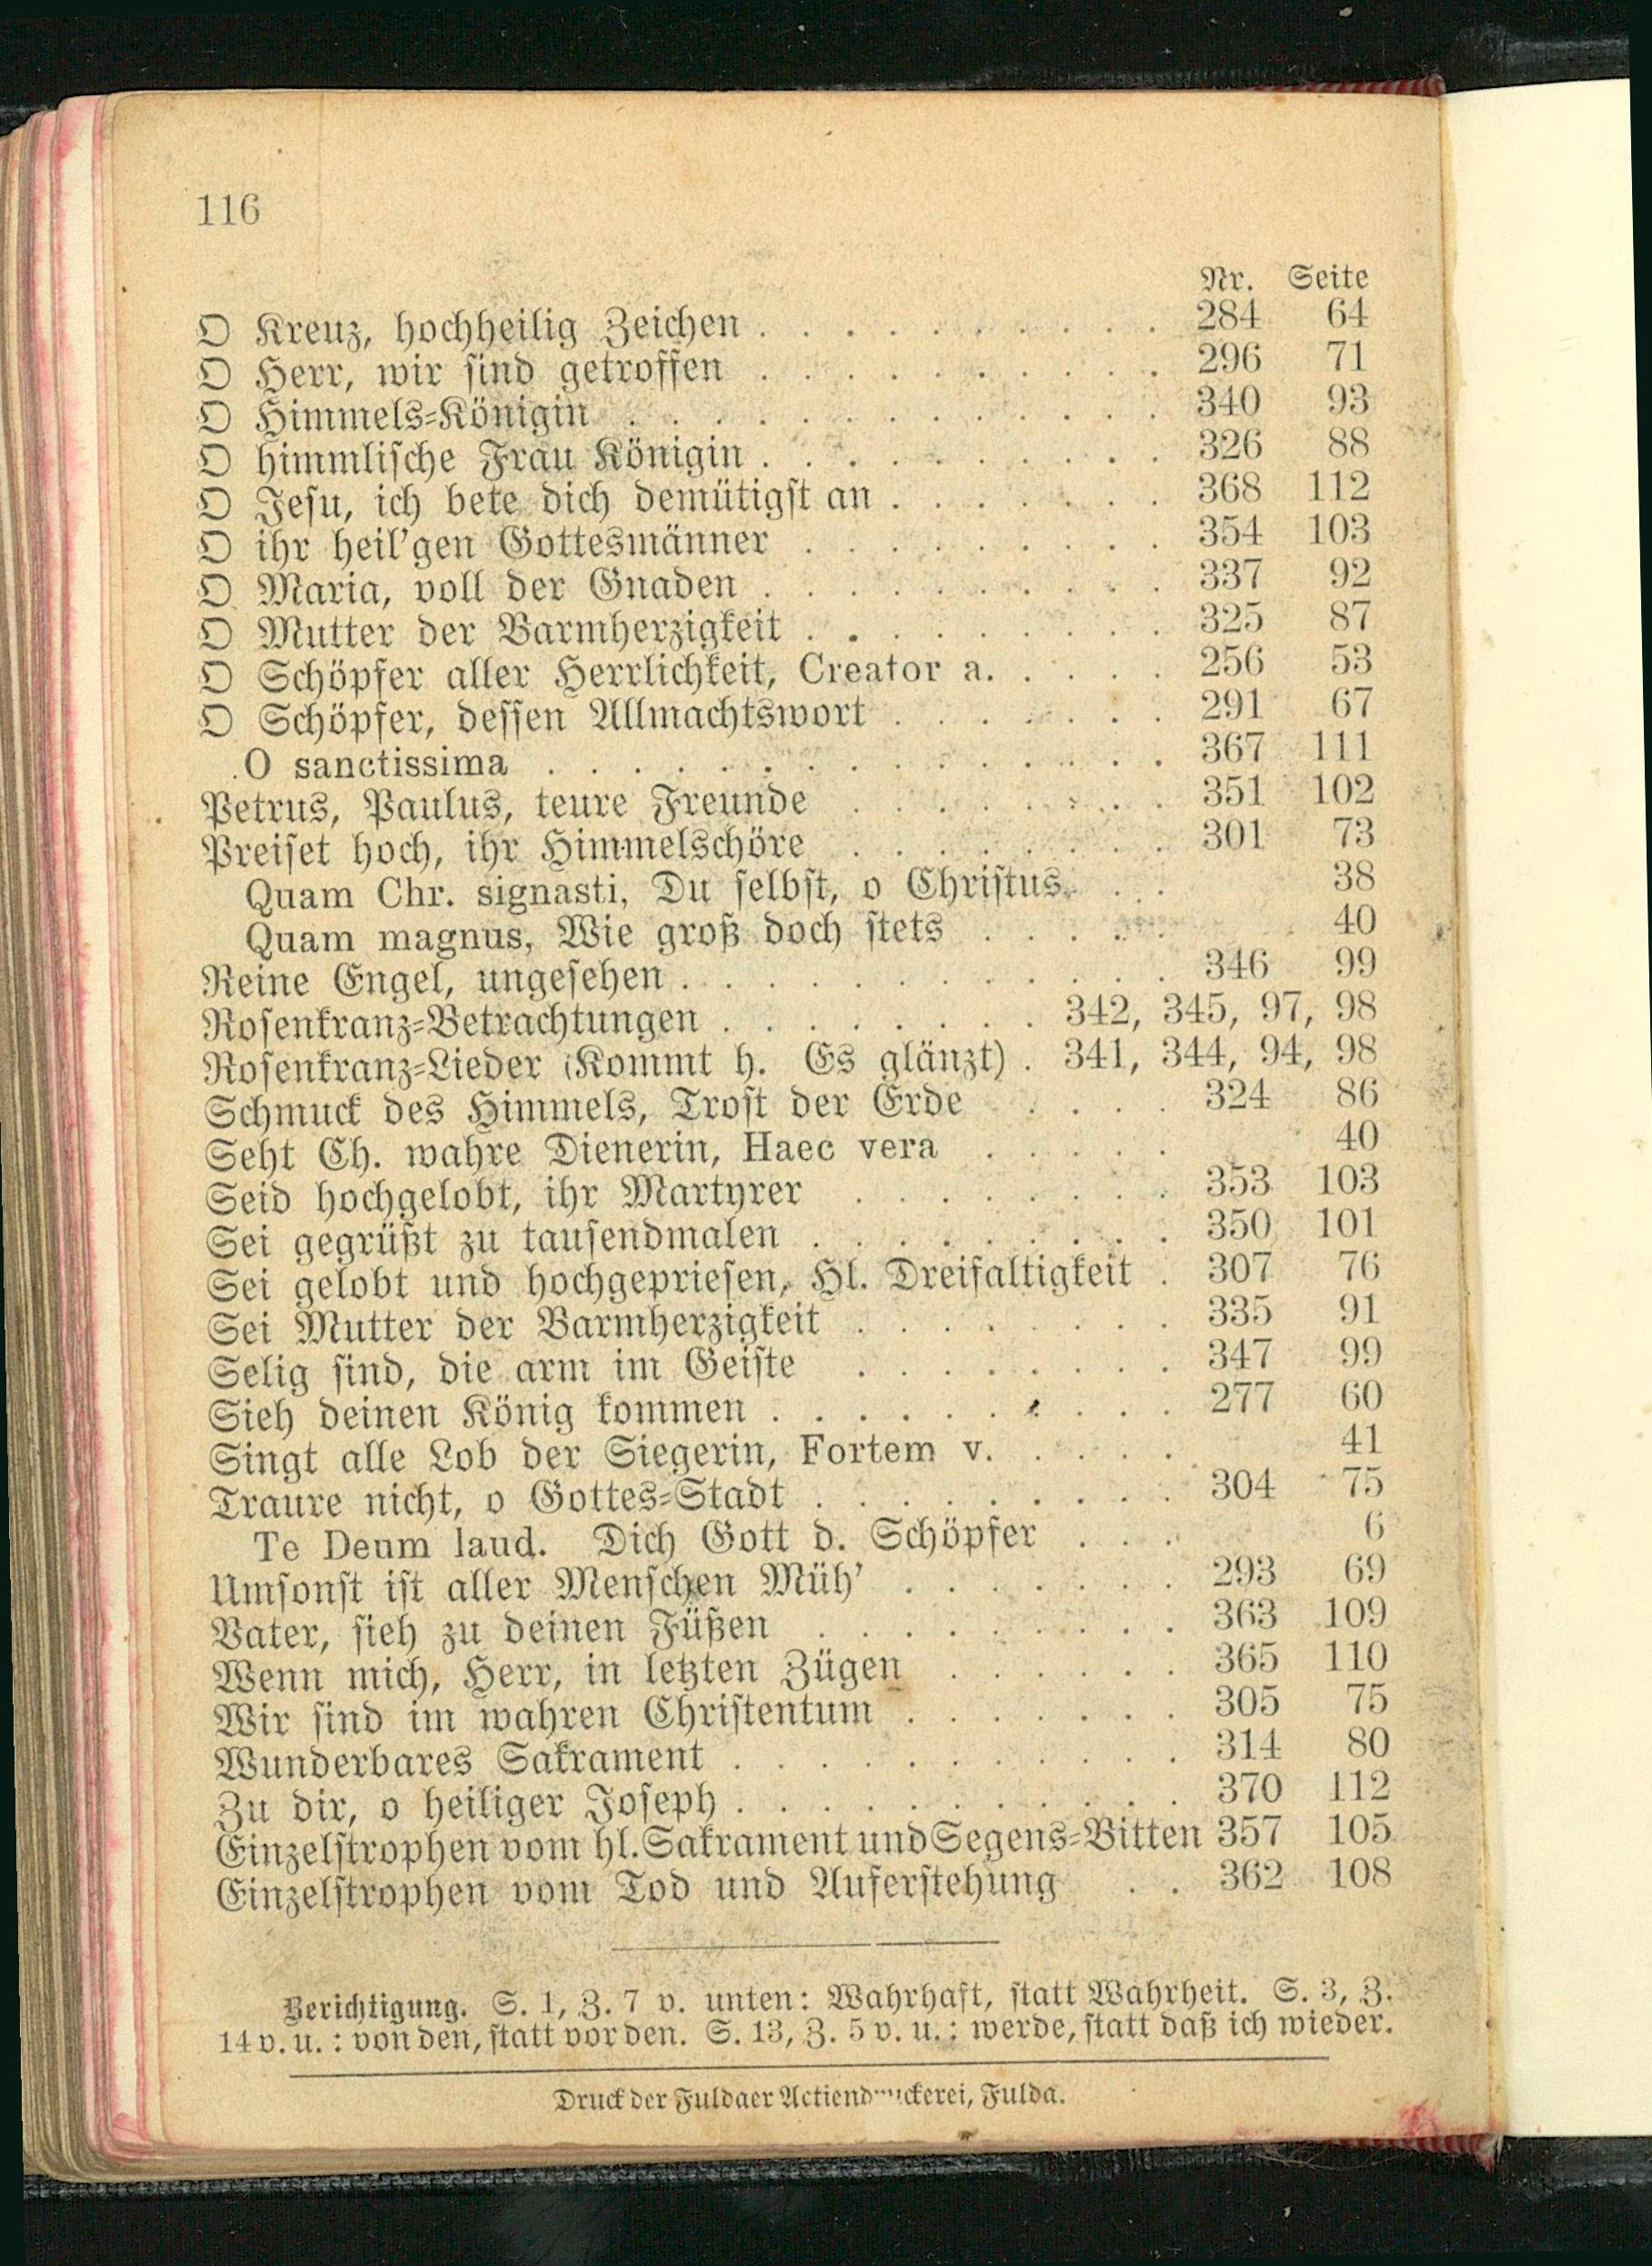 116
Nr. Seite
O Kreuz, hochheilig Zeichen . . . . . . . . . . 284 64
O Herr, wir sind getroffen . . . . . . . . . . 296 71
O Himmels-Königin . . . . . . . . . . . . . 340 93
O himmlische Frau Königin . . . . . . . . . . 326 88
O Jesu, ich bete dich demütigst an . . . . . . . 368 112
O ihr heil'gen Gottesmänner . . . . . . . . . 354 103
O Maria, voll der Gnaden . . . . . . . . . . 337 92
O Mutter der Barmherzigkeit . . . . . . . . . 325 87
O Schöpfer aller Herrlichkeit, Creator a. . . . . 256 53
O Schöpfer, dessen Allmachtswort . . . . . . . 291 67
O sanctissima . . . . . . . . . . . . . . . 367 111
Petrus, Paulus, teure Freunde . . . . . . . . 351 102
Preiset hoch, ihr Himmelschöre . . . . . . . . 301 73
Quam Chr. signasti, Du selbst, o Christus . . . 38
Quam magnus, Wie groß doch stets . . . . . 40
Reine Engel, ungesehen . . . . . . . . . . . . 346 99
Rosenkranz-Betrachtungen . . . . . . . . 342, 345, 97, 98
Rosenkranz-Lieder (Kommt h. Es glänzt) . 341, 344, 94, 98
Schmuck des Himmels, Trost der Erde . . . . 324 86
Seht Ch. wahre Dienerin, Haec vera . . . . . 40
Seid hochgelobt, ihr Martyrer . . . . . . . . 353 103
Sei gegrüßt zu tausendmalen . . . . . . . . . 350 101
Sei gelobt und hochgepriesen, Hl. Dreifaltigkeit . 307 76
Sei Mutter der Barmherzigkeit . . . . . . . . 335 91
Selig sind, die arm im Geiste . . . . . . . . 347 99
Sieh deinen König kommen . . . . . . . . . . 277 60
Singt alle Lob der Siegerin, Fortem v. . . . . 41
Traure nicht, o Gottes-Stadt . . . . . . . . . 304 75
Te Deum laud. Dich Gott d. Schöpfer . . . 6
Umsonst ist aller Menschen Müh' . . . . . . . 293 69
Vater, sieh zu deinen Füßen . . . . . . . . . 363 109
Wenn mich, Herr, in letzten Zügen . . . . . . 365 110
Wir sind im wahren Christentum . . . . . . . 305 75
Wunderbares Sakrament . . . . . . . . . . . 314 80
Zu dir, o heiliger Joseph . . . . . . . . . . . 370 112
Einzelstrophen vom hl. Sakrament und Segens-Bitten 357 105
Einzelstrophen vom Tod und Auferstehung . . 362 108
Berichtigung. S. 1, Z. 7 v. unten: Wahrhaft, statt Wahrheit. S. 3, Z.
14 v. u.: von den, statt vor den. S. 13, Z. 5 v. u.: werde, statt daß ich wieder.
Druck der Fuldaer Actiendruckerei, Fulda.